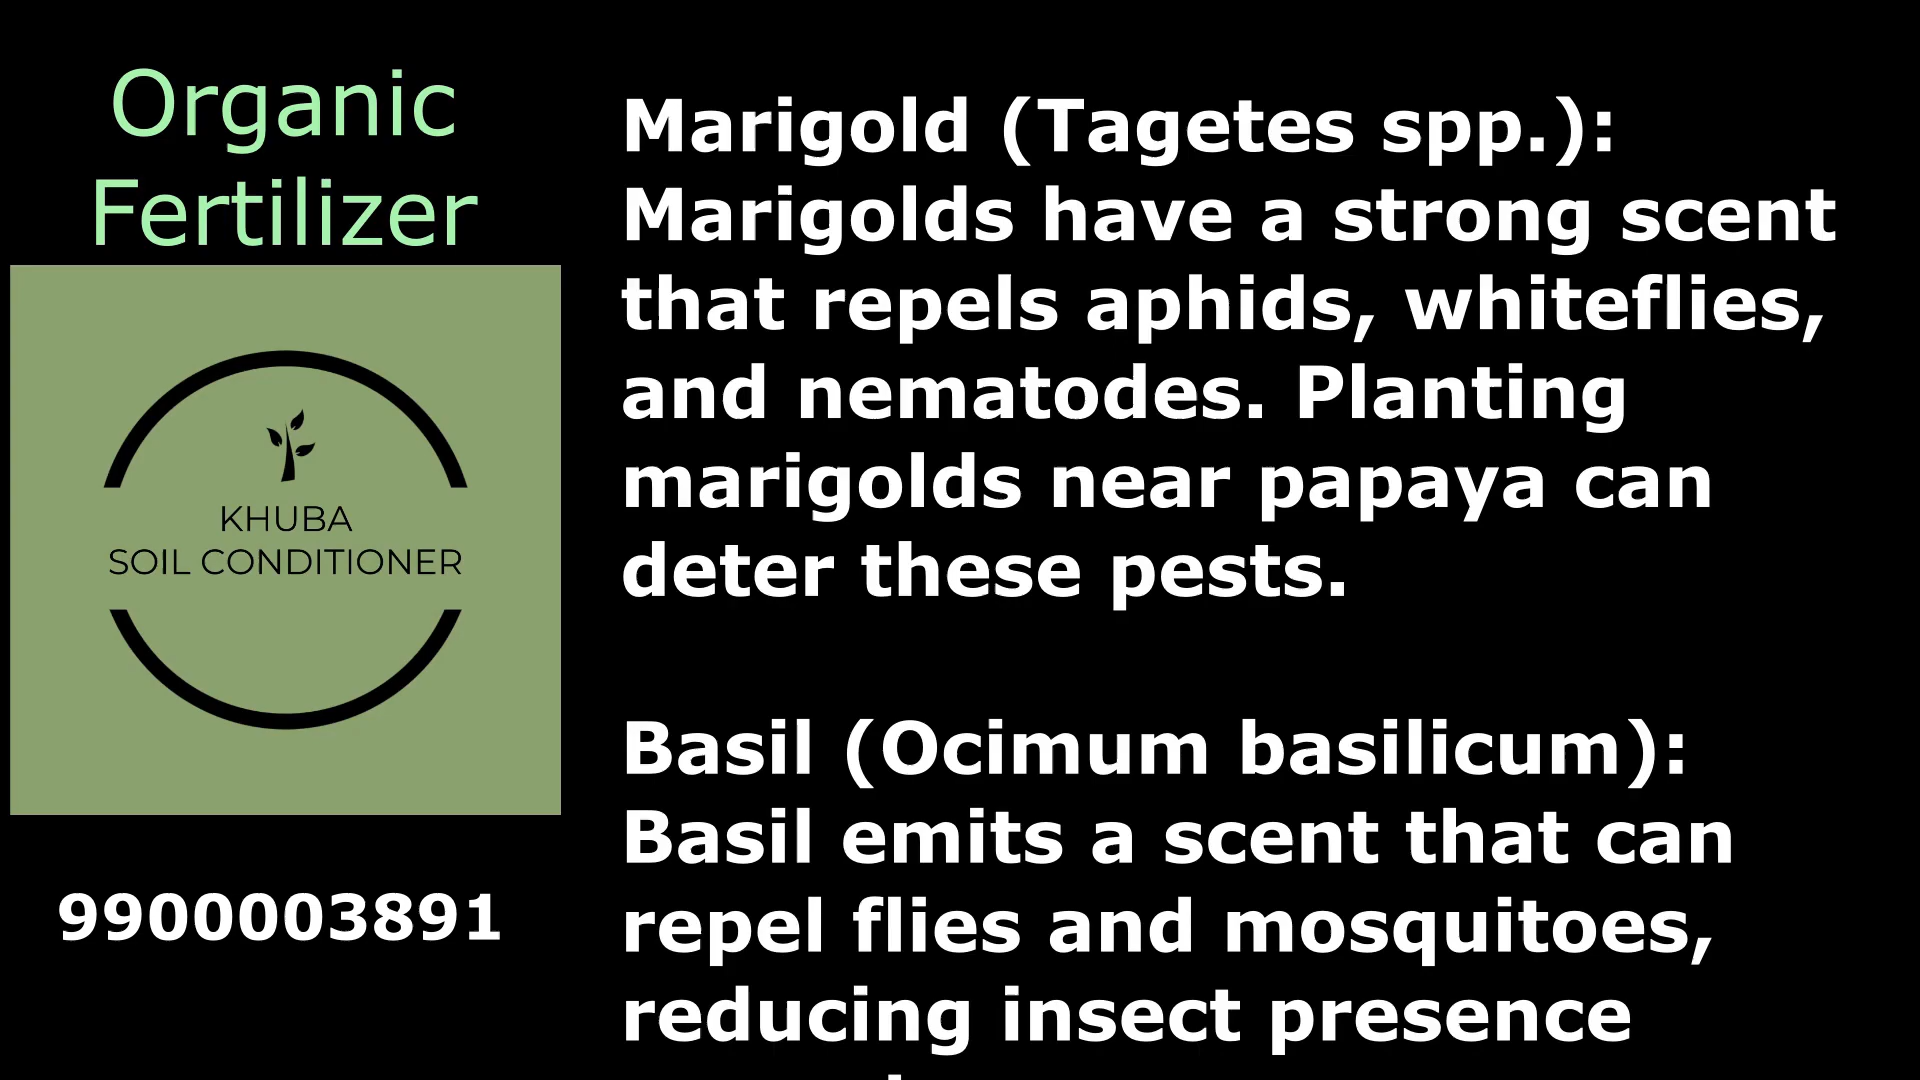 Organic
Fertilizer
KHUBA
SOIL CONDITIONER
9900003891
Marigold (Tagetes spp.):
Marigolds have a strong scent
that repels aphids, whiteflies,
and nematodes. Planting
marigolds near papaya can
deter these pests.
Basil (Ocimum basilicum):
Basil emits a scent that can
repel flies and mosquitoes,
reducing insect presence